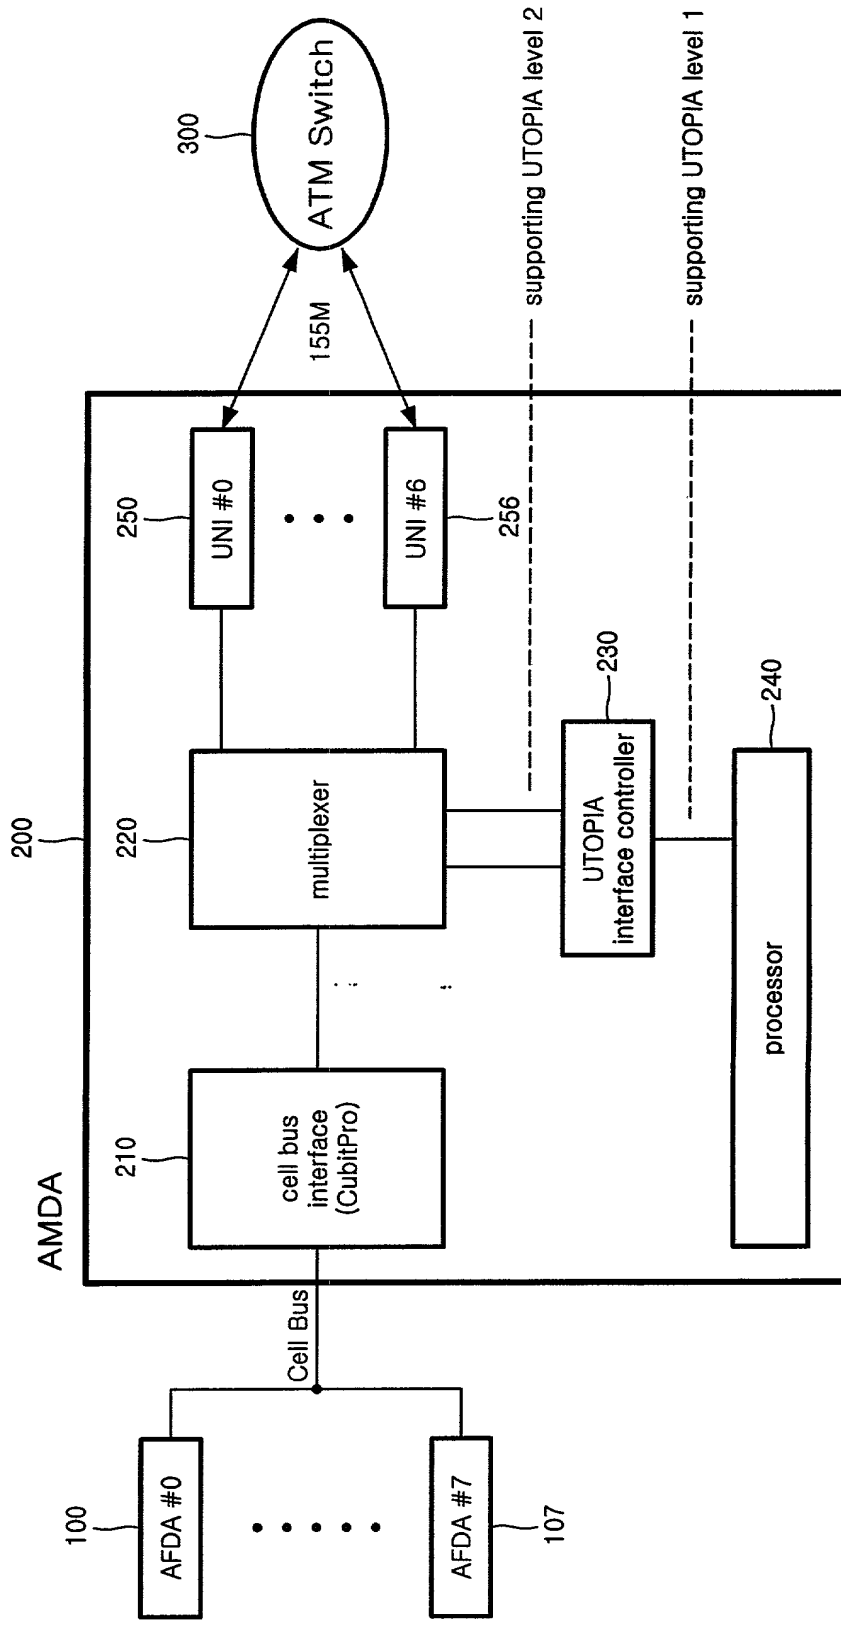 AMDA
200
100
AFDA #0
AFDA #7
107
Cell Bus
210
cell bus
interface
(CubitPro)
220
multiplexer
250
UNI #0
UNI #6
256
155M
300
ATM Switch
supporting UTOPIA level 2
230
UTOPIA
interface controller
supporting UTOPIA level 1
240
processor